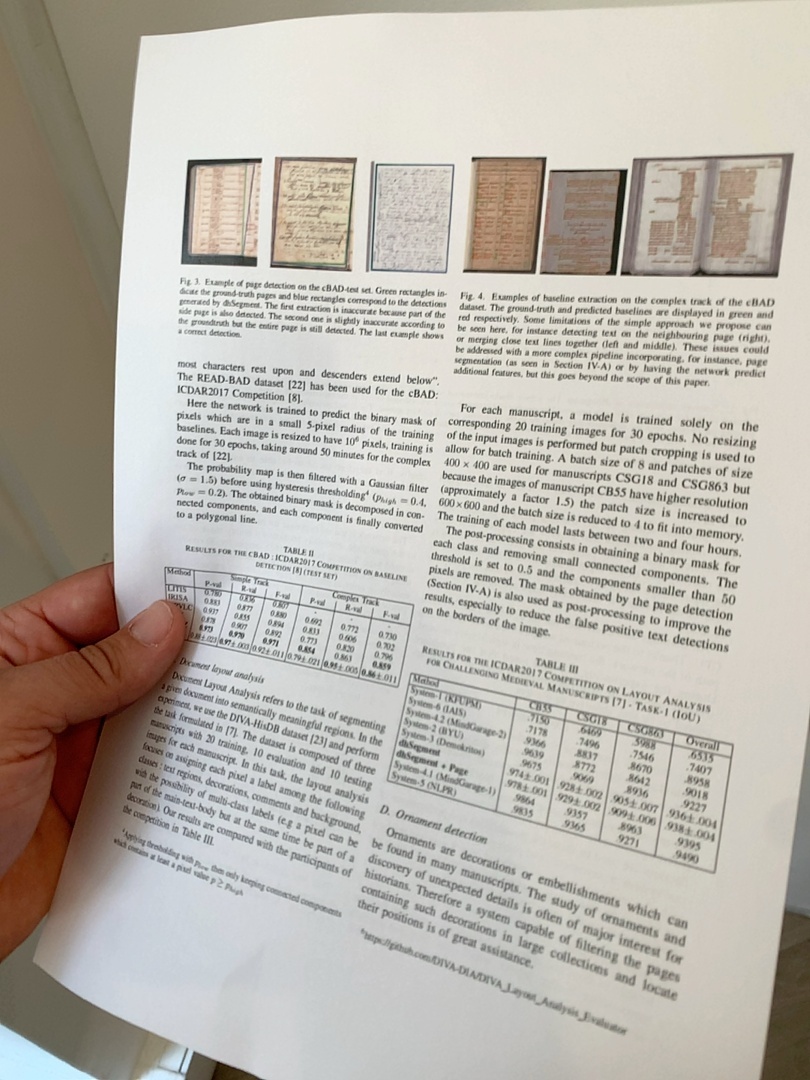 Fig. 3. Example of page detection on the cBAD-test set. Green rectangles in-
dicate the ground-truth pages and blue rectangles correspond to the detections
generated by dhSegment. The first extraction is inaccurate because part of the
side page is also detected. The second one is slightly inaccurate according to
the groundtruth but the entire page is still detected. The last example shows
a correct detection.
most characters rest upon and descenders extend below".
The READ-BAD dataset [22] has been used for the cBAD:
ICDAR2017 Competition [8].
Here the network is trained to predict the binary mask of
pixels which are in a small 5-pixel radius of the training
baselines. Each image is resized to have 10⁶ pixels, training is
done for 30 epochs, taking around 50 minutes for the complex
track of [22].
The probability map is then filtered with a Gaussian filter
(σ = 1.5) before using hysteresis thresholding⁴ (p_high = 0.4,
p_low = 0.2). The obtained binary mask is decomposed in con-
nected components, and each component is finally converted
to a polygonal line.
TABLE II
RESULTS FOR THE CBAD : ICDAR2017 COMPETITION ON BASELINE
DETECTION [8] (TEST SET)
Method Simple Track Complex Track
P-val R-val F-val P-val R-val F-val
LITIS 0.780 0.836 0.807 - - -
IRISA 0.883 0.877 0.880 0.692 0.772 0.730
0.937 0.855 0.894 0.833 0.606 0.702
0.878 0.907 0.892 0.773 0.820 0.796
0.973 0.970 0.971 0.854 0.863 0.859
0.97±.003 0.92±.011 0.79±.021 0.95±.005 0.86±.011
Document layout analysis
Document Layout Analysis refers to the task of segmenting
a given document into semantically meaningful regions. In the
experiment, we use the DIVA-HisDB dataset [23] and perform
the task formulated in [7]. The dataset is composed of three
manuscripts with 20 training, 10 evaluation and 10 testing
images for each manuscript. In this task, the layout analysis
focuses on assigning each pixel a label among the following
classes : text regions, decorations, comments and background,
with the possibility of multi-class labels (e.g a pixel can be
part of the main-text-body but at the same time be part of a
decoration). Our results are compared with the participants of
the competition in Table III.
⁴Applying thresholding with p_low then only keeping connected components
which contains at least a pixel value p ≥ p_high
Fig. 4. Examples of baseline extraction on the complex track of the cBAD
dataset. The ground-truth and predicted baselines are displayed in green and
red respectively. Some limitations of the simple approach we propose can
be seen here, for instance detecting text on the neighbouring page (right),
or merging close text lines together (left and middle). These issues could
be addressed with a more complex pipeline incorporating, for instance, page
segmentation (as seen in Section IV-A) or by having the network predict
additional features, but this goes beyond the scope of this paper.
For each manuscript, a model is trained solely on the
corresponding 20 training images for 30 epochs. No resizing
of the input images is performed but patch cropping is used to
allow for batch training. A batch size of 8 and patches of size
400 × 400 are used for manuscripts CSG18 and CSG863 but
because the images of manuscript CB55 have higher resolution
(approximately a factor 1.5) the patch size is increased to
600×600 and the batch size is reduced to 4 to fit into memory.
The training of each model lasts between two and four hours.
The post-processing consists in obtaining a binary mask for
each class and removing small connected components. The
threshold is set to 0.5 and the components smaller than 50
pixels are removed. The mask obtained by the page detection
(Section IV-A) is also used as post-processing to improve the
results, especially to reduce the false positive text detections
on the borders of the image.
TABLE III
RESULTS FOR THE ICDAR2017 COMPETITION ON LAYOUT ANALYSIS
FOR CHALLENGING MEDIEVAL MANUSCRIPTS [7] - TASK-1 (IOU)
Method CB55 CSG18 CSG863 Overall
System-1 (KFUPM) .7150 .6469 .5988 .6535
System-6 (IAIS) .7178 .7496 .7546 .7407
System-4.2 (MindGarage-2) .9366 .8837 .8670 .8958
System-2 (BYU) .9639 .8772 .8642 .9018
System-3 (Demokritos) .9675 .9069 .8936 .9227
dhSegment .974±.001 .928±.002 .905±.007 .936±.004
dhSegment + Page .978±.001 .929±.002 .909±.006 .938±.004
System-4.1 (MindGarage-1) .9864 .9357 .8963 .9395
System-5 (NLPR) .9835 .9365 .9271 .9490
D. Ornament detection
Ornaments are decorations or embellishments which can
be found in many manuscripts. The study of ornaments and
discovery of unexpected details is often of major interest for
historians. Therefore a system capable of filtering the pages
containing such decorations in large collections and locate
their positions is of great assistance.
https://github.com/DIVA-DIA/DIVA_Layout_Analysis_Evaluator